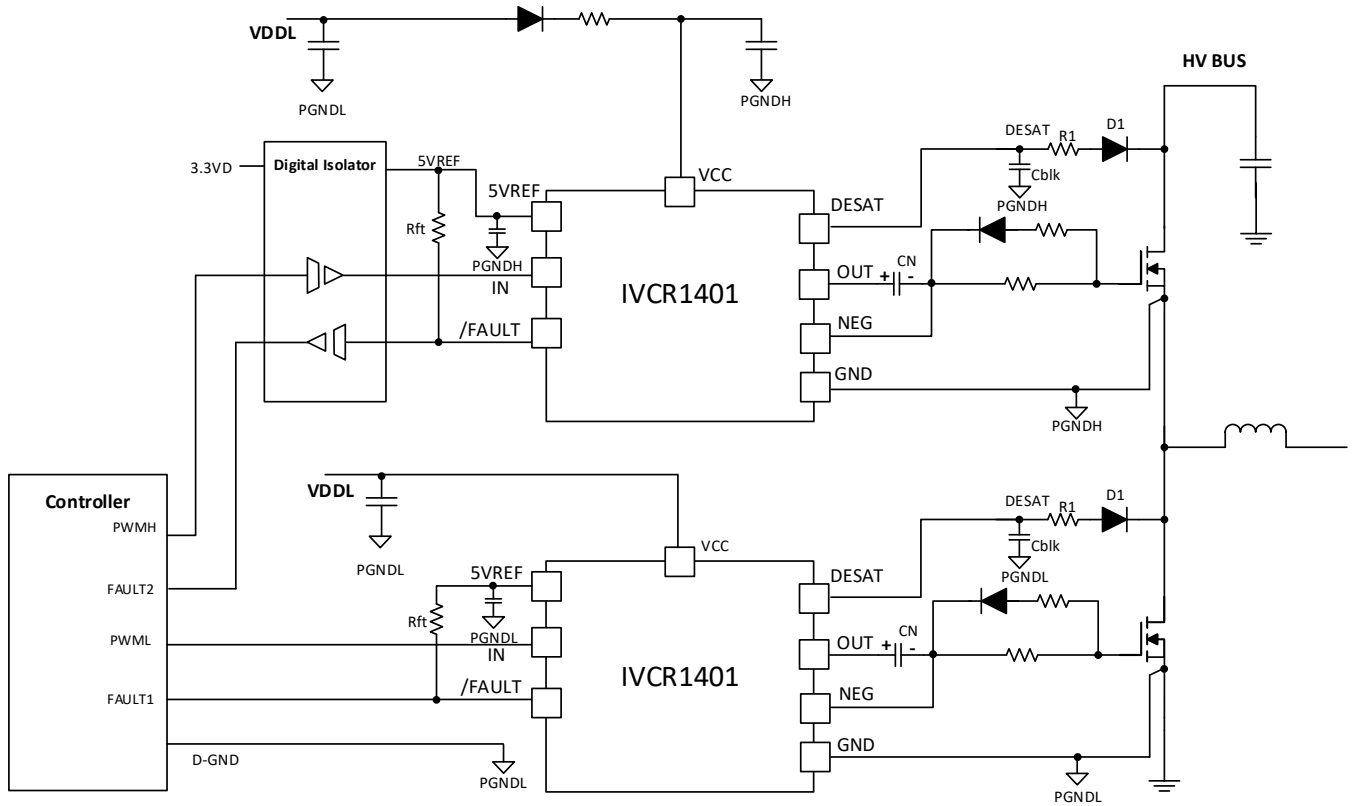 VDDL
PGNDL
PGNDH
HV BUS
DESAT
R1
D1
Cblk
PGNDH
3.3VD
Digital Isolator
5VREF
Rft
5VREF
PGNDH
IN
/FAULT
VCC
IVCR1401
DESAT
OUT
+
CN
-
NEG
GND
PGNDH
Controller
PWMH
FAULT2
PWML
FAULT1
D-GND
PGNDL
VDDL
PGNDL
VCC
5VREF
Rft
PGNDL
IN
/FAULT
IVCR1401
DESAT
OUT
+
CN
-
NEG
GND
PGNDL
DESAT
R1
D1
Cblk
PGNDL